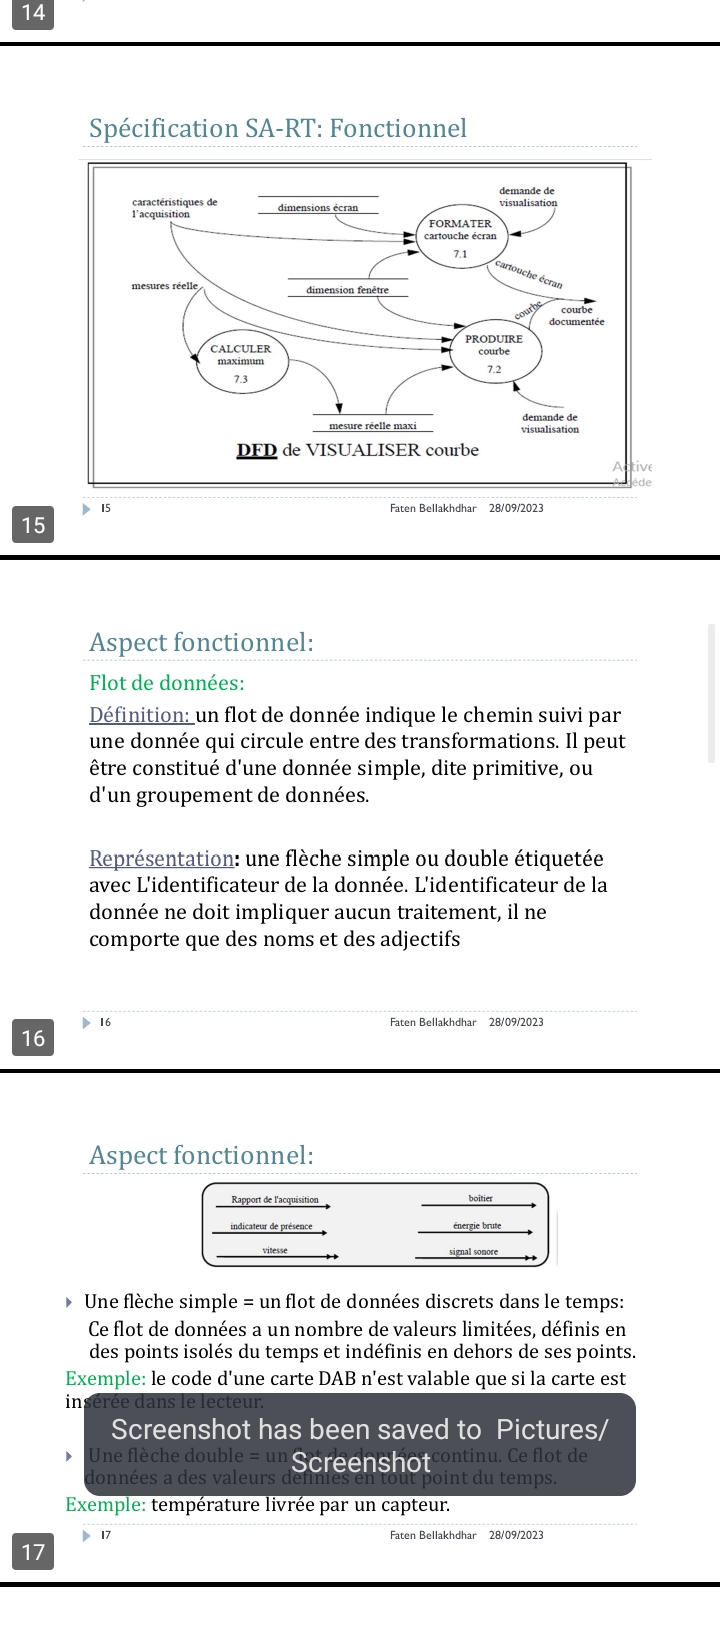 14
Spécification SA-RT: Fonctionnel
caractéristiques de
l'acquisition
dimensions écran
demande de
visualisation
FORMATER
cartouche écran
7.1
cartouche écran
mesures réelle
dimension fenêtre
courbe
courbe
documentée
PRODUIRE
courbe
7.2
CALCULER
maximum
7.3
mesure réelle maxi
demande de
visualisation
DFD de VISUALISER courbe
Active
Accéde
15
Faten Bellakhdhar 28/09/2023
15
Aspect fonctionnel:
Flot de données:
Définition: un flot de donnée indique le chemin suivi par
une donnée qui circule entre des transformations. Il peut
être constitué d'une donnée simple, dite primitive, ou
d'un groupement de données.
Représentation: une flèche simple ou double étiquetée
avec L'identificateur de la donnée. L'identificateur de la
donnée ne doit impliquer aucun traitement, il ne
comporte que des noms et des adjectifs
16
Faten Bellakhdhar 28/09/2023
16
Aspect fonctionnel:
Rapport de l'acquisition
boîtier
indicateur de présence
énergie brute
vitesse
signal sonore
Une flèche simple = un flot de données discrets dans le temps:
Ce flot de données a un nombre de valeurs limitées, définis en
des points isolés du temps et indéfinis en dehors de ses points.
Exemple: le code d'une carte DAB n'est valable que si la carte est
insérée dans le lecteur.
Screenshot has been saved to Pictures/
Screenshot
Une flèche double = un flot de données continu. Ce flot de
données a des valeurs définies en tout point du temps.
Exemple: température livrée par un capteur.
17
Faten Bellakhdhar 28/09/2023
17